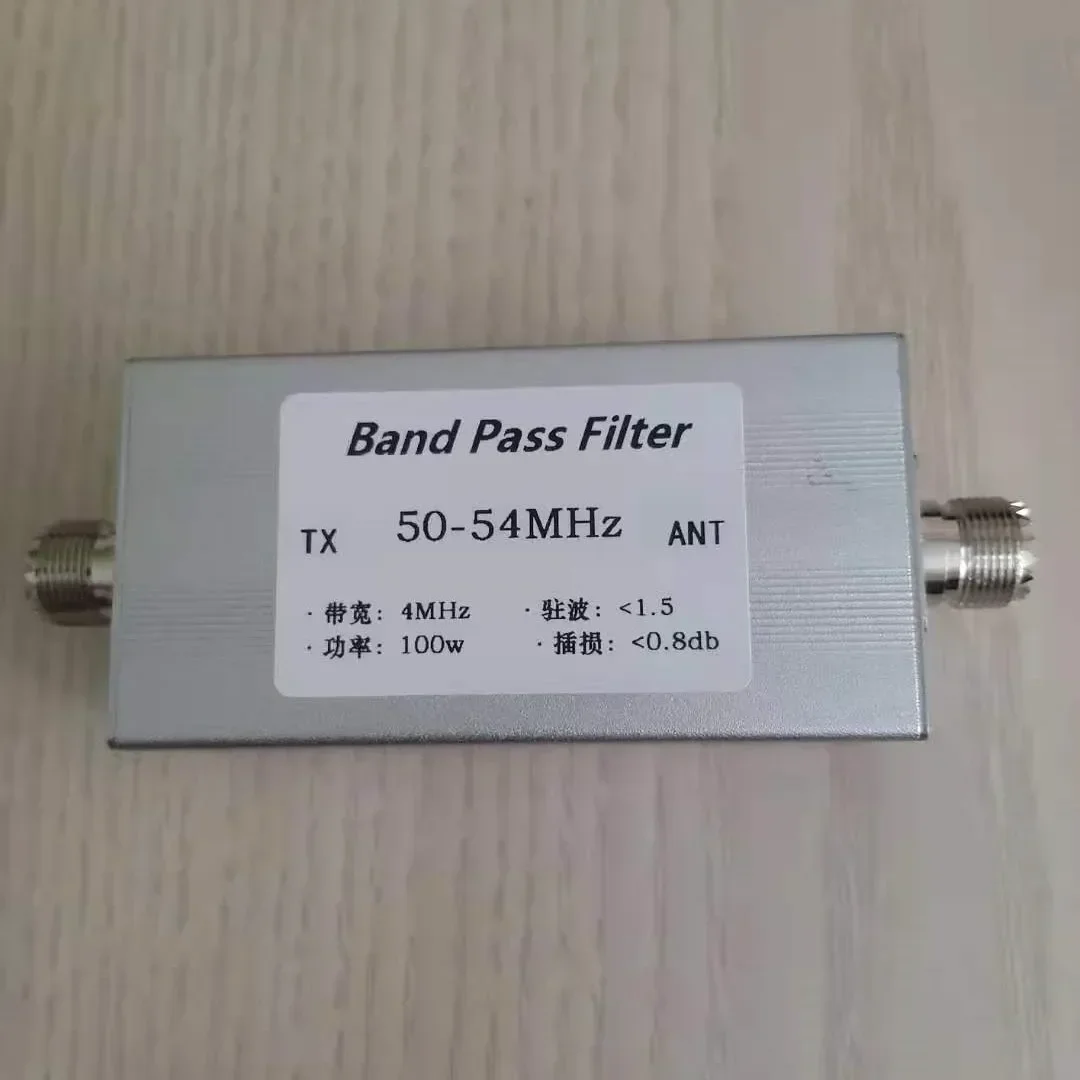 Band Pass Filter
TX 50-54MHz ANT
· 带宽: 4MHz · 驻波: <1.5
· 功率: 100w · 插损: <0.8db